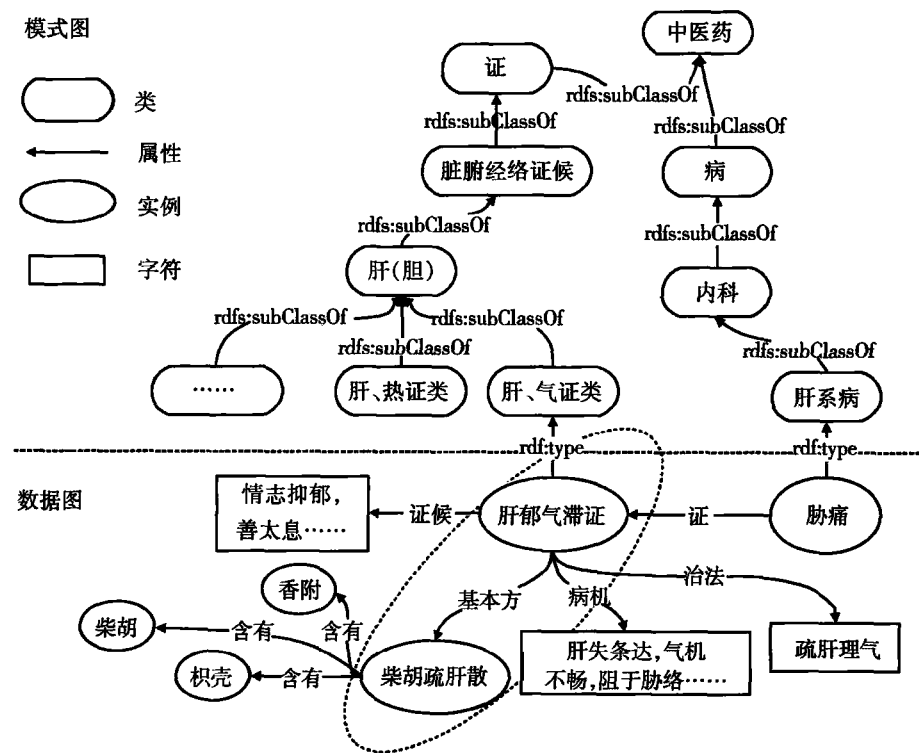 模式图
类
属性
实例
字符
中医药
证
rdfs:subClassOf
rdfs:subClassOf
rdfs:subClassOf
脏腑经络证候
病
rdfs:subClassOf
rdfs:subClassOf
肝(胆)
内科
rdfs:subClassOf
rdfs:subClassOf
rdfs:subClassOf
rdfs:subClassOf
……
肝、热证类
肝、气证类
肝系病
rdf:type
rdf:type
数据图
情志抑郁，
善太息……
证候
肝郁气滞证
证
胁痛
香附
基本方
病机
治法
柴胡
含有
含有
枳壳
含有
柴胡疏肝散
肝失条达，气机
不畅，阻于胁络……
疏肝理气